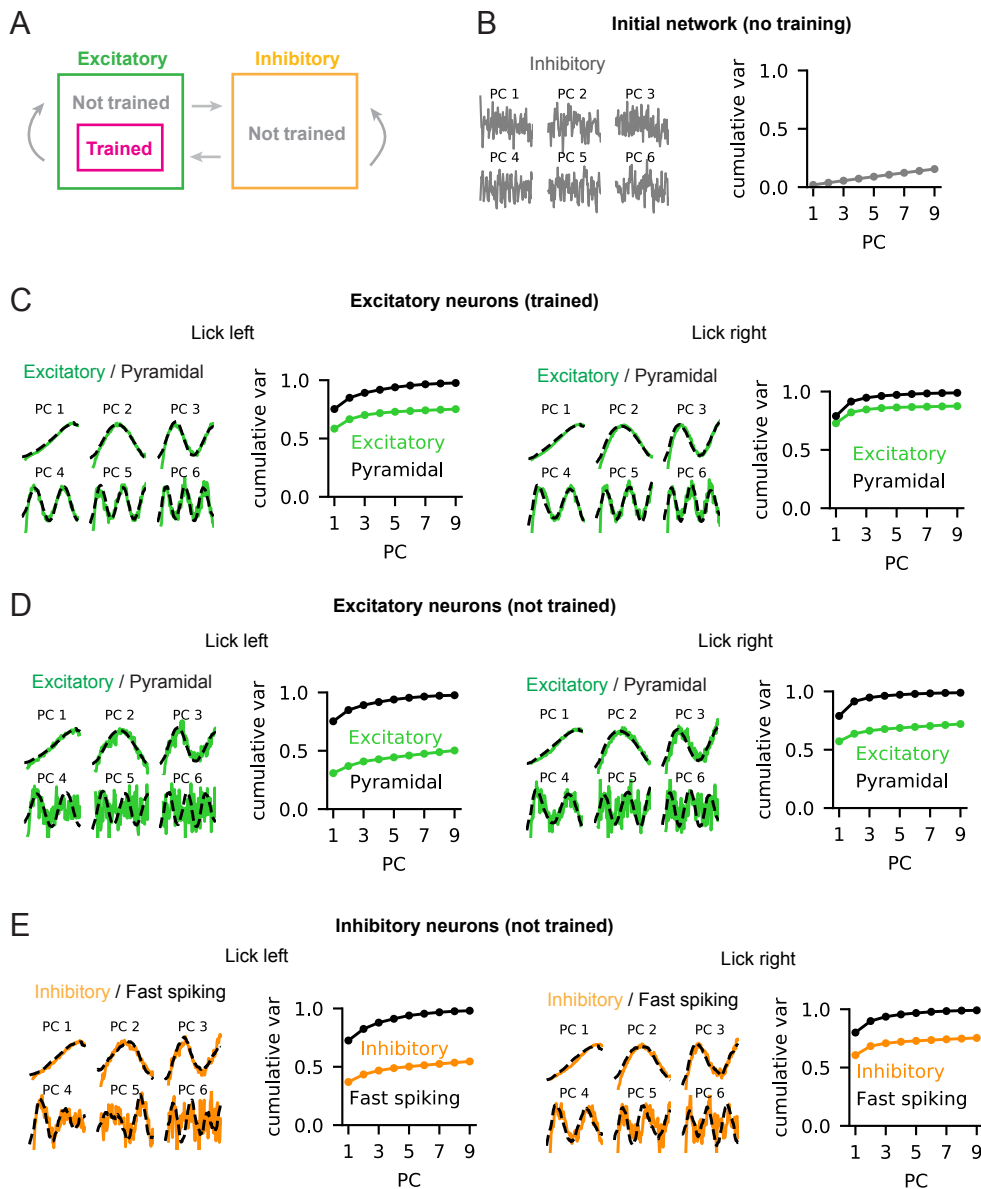 A
Excitatory
Inhibitory
Not trained
Trained
Not trained
B
Initial network (no training)
Inhibitory
PC 1
PC 2
PC 3
PC 4
PC 5
PC 6
cumulative var
1.0
0.5
0.0
1 3 5 7 9
PC
C
Excitatory neurons (trained)
Lick left
Excitatory / Pyramidal
PC 1
PC 2
PC 3
PC 4
PC 5
PC 6
cumulative var
1.0
0.5
0.0
Excitatory
Pyramidal
1 3 5 7 9
PC
Lick right
Excitatory / Pyramidal
PC 1
PC 2
PC 3
PC 4
PC 5
PC 6
cumulative var
1.0
0.5
0.0
Excitatory
Pyramidal
1 3 5 7 9
PC
D
Excitatory neurons (not trained)
Lick left
Excitatory / Pyramidal
PC 1
PC 2
PC 3
PC 4
PC 5
PC 6
cumulative var
1.0
0.5
0.0
Excitatory
Pyramidal
1 3 5 7 9
PC
Lick right
Excitatory / Pyramidal
PC 1
PC 2
PC 3
PC 4
PC 5
PC 6
cumulative var
1.0
0.5
0.0
Excitatory
Pyramidal
1 3 5 7 9
PC
E
Inhibitory neurons (not trained)
Lick left
Inhibitory / Fast spiking
PC 1
PC 2
PC 3
PC 4
PC 5
PC 6
cumulative var
1.0
0.5
0.0
Inhibitory
Fast spiking
1 3 5 7 9
PC
Lick right
Inhibitory / Fast spiking
PC 1
PC 2
PC 3
PC 4
PC 5
PC 6
cumulative var
1.0
0.5
0.0
Inhibitory
Fast spiking
1 3 5 7 9
PC